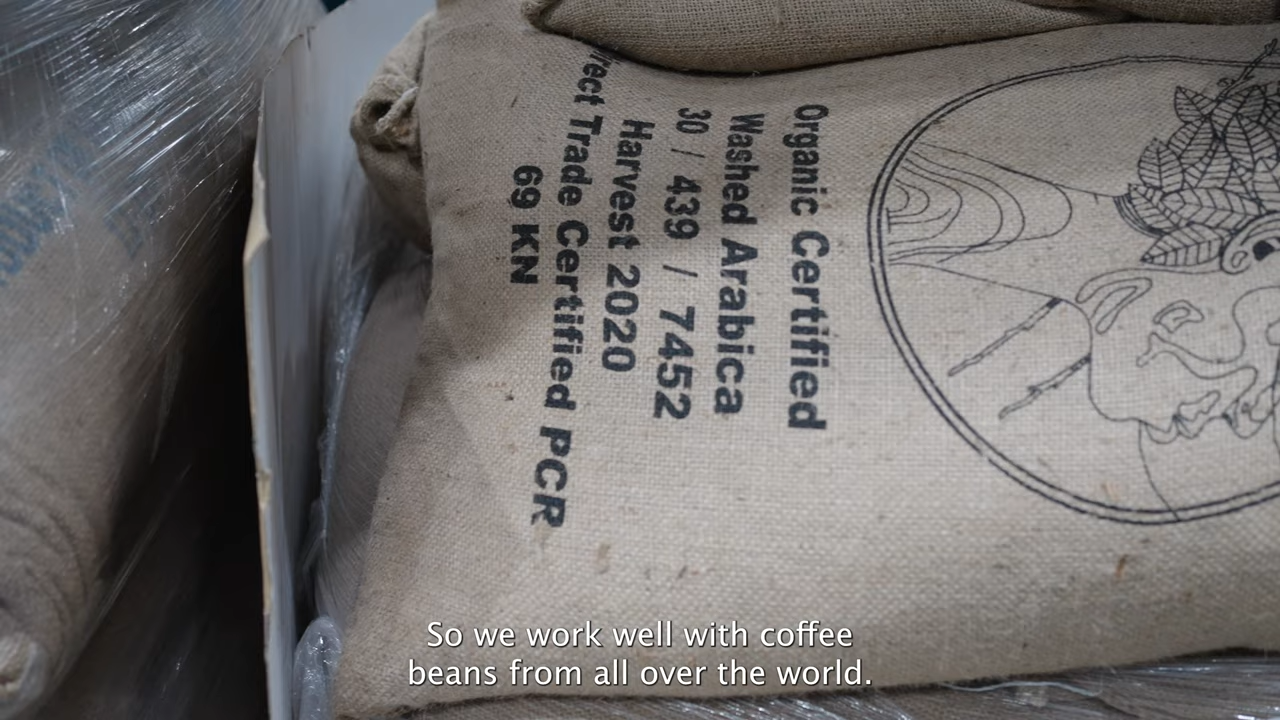 Organic Certified
Washed Arabica
30 / 439 / 7452
Harvest 2020
Trade Certified PCR
69 KN
So we work well with coffee
beans from all over the world.